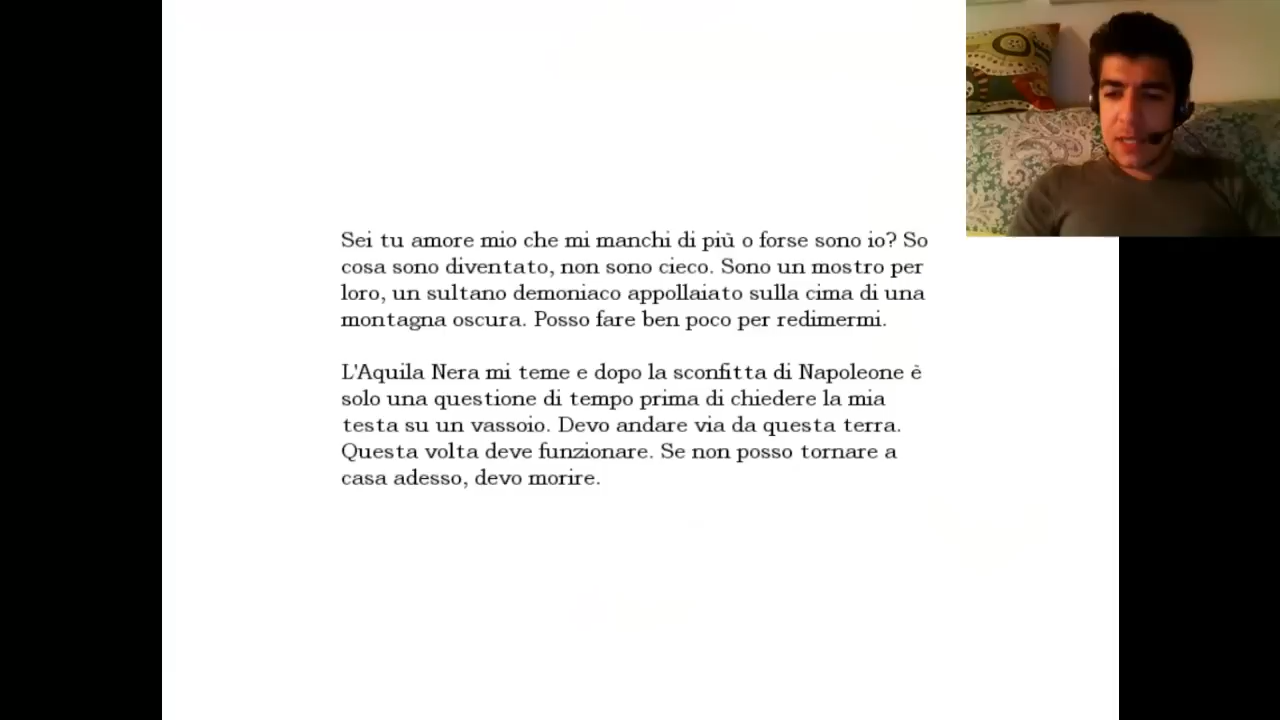 Sei tu amore mio che mi manchi di più o forse sono io? So
cosa sono diventato, non sono cieco. Sono un mostro per
loro, un sultano demoniaco appollaiato sulla cima di una
montagna oscura. Posso fare ben poco per redimermi.
L'Aquila Nera mi teme e dopo la sconfitta di Napoleone è
solo una questione di tempo prima di chiedere la mia
testa su un vassoio. Devo andare via da questa terra.
Questa volta deve funzionare. Se non posso tornare a
casa adesso, devo morire.